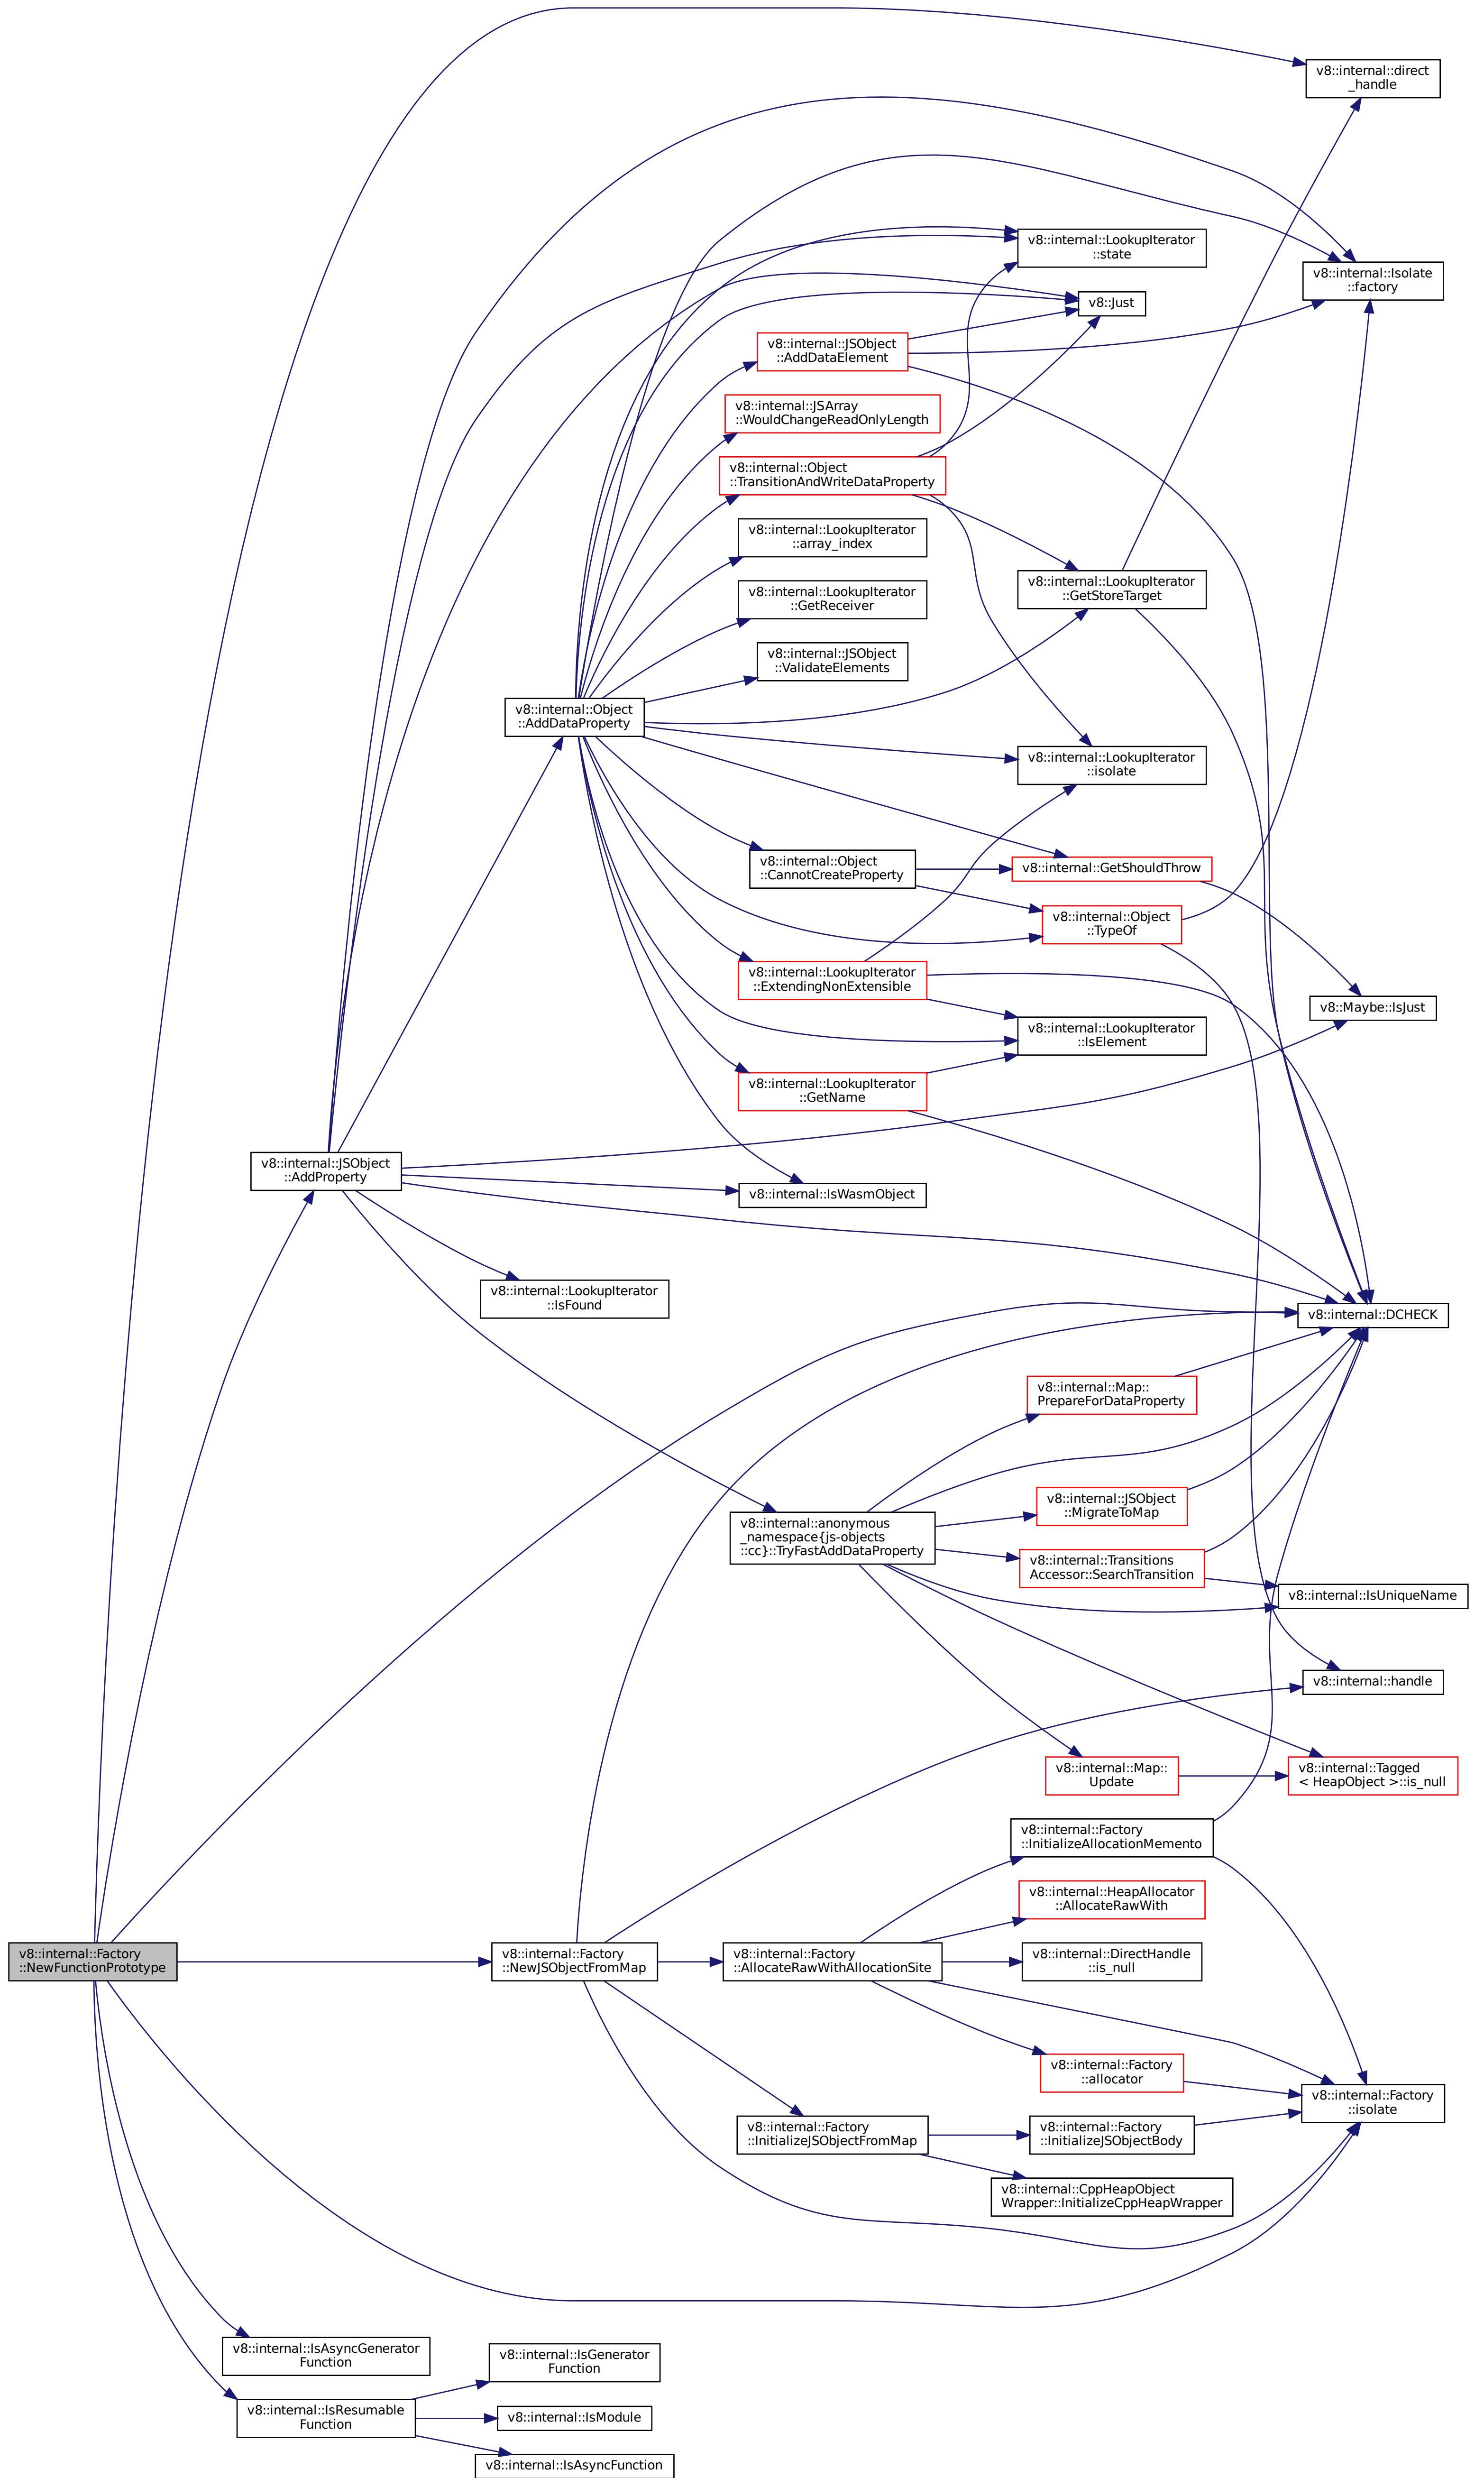 v8::internal::direct
_handle
v8::internal::LookupIterator
::state
v8::internal::Isolate
::factory
v8::Just
v8::internal::JSObject
::AddDataElement
v8::internal::JSArray
::WouldChangeReadOnlyLength
v8::internal::Object
::TransitionAndWriteDataProperty
v8::internal::LookupIterator
::array_index
v8::internal::LookupIterator
::GetStoreTarget
v8::internal::LookupIterator
::GetReceiver
v8::internal::JSObject
::ValidateElements
v8::internal::Object
::AddDataProperty
v8::internal::LookupIterator
::isolate
v8::internal::Object
::CannotCreateProperty
v8::internal::GetShouldThrow
v8::internal::Object
::TypeOf
v8::internal::LookupIterator
::ExtendingNonExtensible
v8::Maybe::IsJust
v8::internal::LookupIterator
::IsElement
v8::internal::LookupIterator
::GetName
v8::internal::JSObject
::AddProperty
v8::internal::IsWasmObject
v8::internal::LookupIterator
::IsFound
v8::internal::DCHECK
v8::internal::Map::
PrepareForDataProperty
v8::internal::JSObject
::MigrateToMap
v8::internal::anonymous
_namespace{js-objects
::cc}::TryFastAddDataProperty
v8::internal::Transitions
Accessor::SearchTransition
v8::internal::IsUniqueName
v8::internal::handle
v8::internal::Map::
Update
v8::internal::Tagged
< HeapObject >::is_null
v8::internal::Factory
::InitializeAllocationMemento
v8::internal::HeapAllocator
::AllocateRawWith
v8::internal::Factory
::NewFunctionPrototype
v8::internal::Factory
::NewJSObjectFromMap
v8::internal::Factory
::AllocateRawWithAllocationSite
v8::internal::DirectHandle
::is_null
v8::internal::Factory
::allocator
v8::internal::Factory
::isolate
v8::internal::Factory
::InitializeJSObjectFromMap
v8::internal::Factory
::InitializeJSObjectBody
v8::internal::CppHeapObject
Wrapper::InitializeCppHeapWrapper
v8::internal::IsAsyncGenerator
Function
v8::internal::IsGenerator
Function
v8::internal::IsResumable
Function
v8::internal::IsModule
v8::internal::IsAsyncFunction